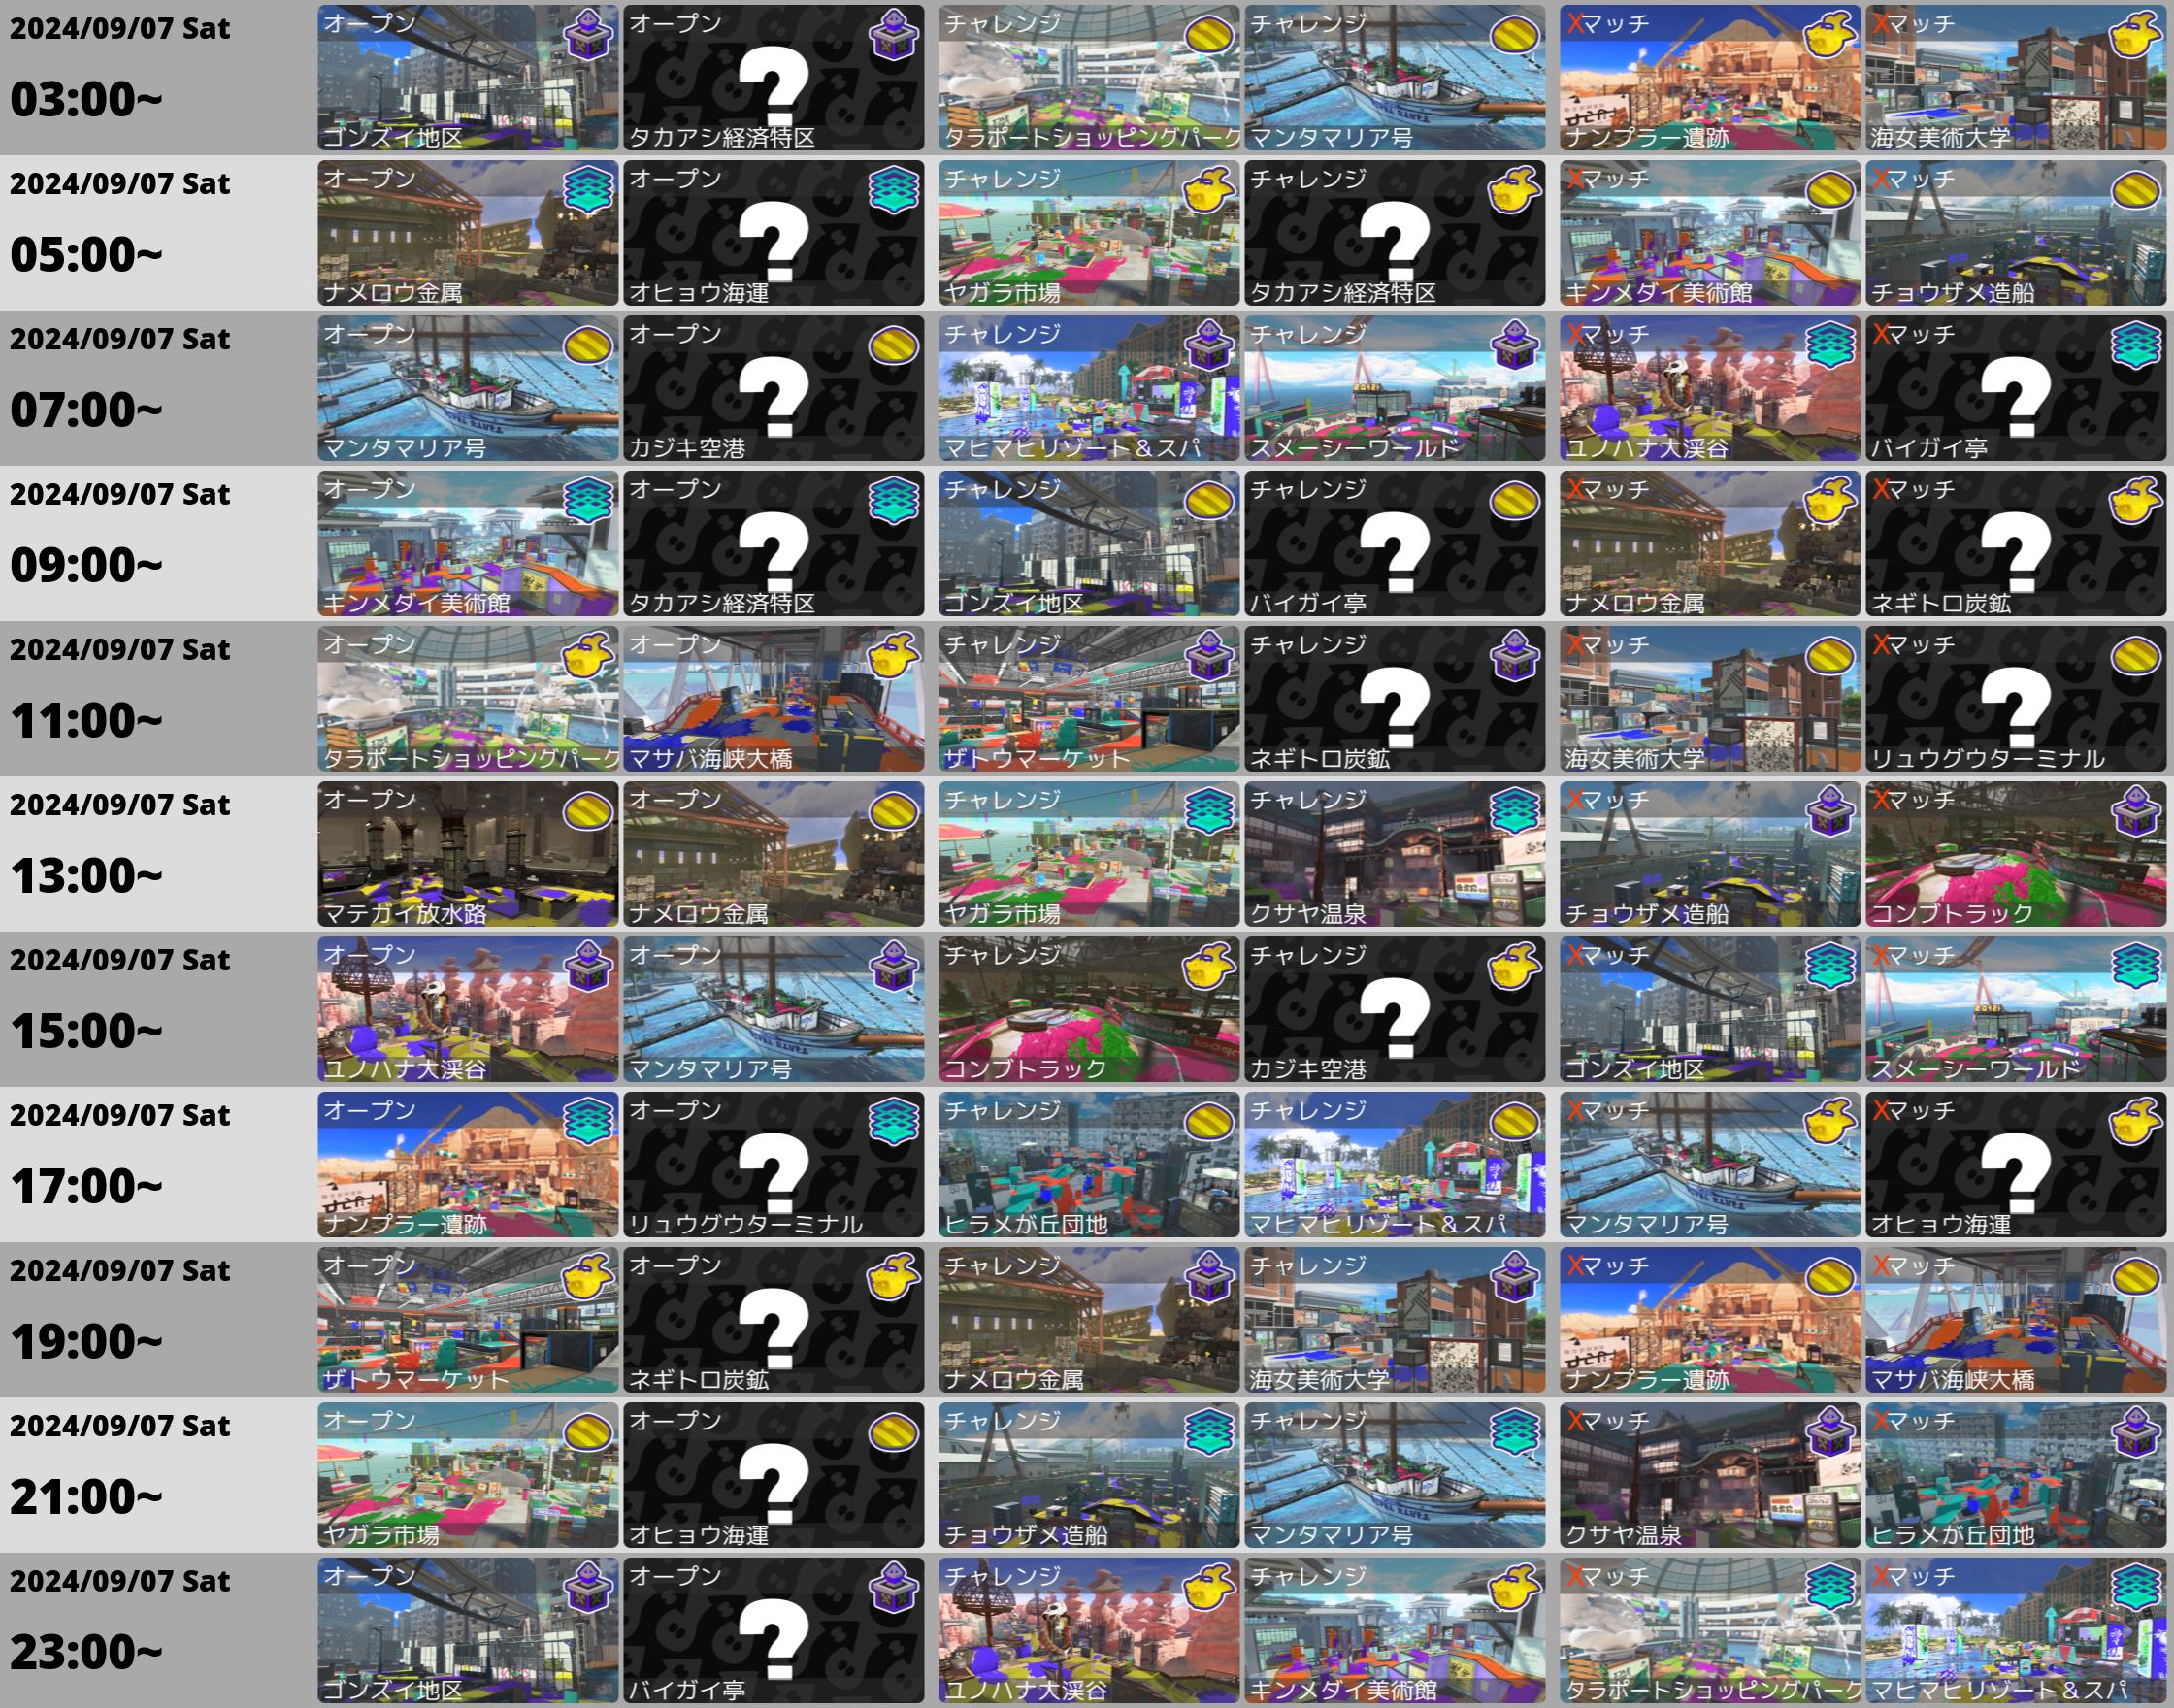 2024/09/07 Sat
03:00~
オープン
ゴンズイ地区
オープン
タカアシ経済特区
チャレンジ
タラポートショッピングパーク
チャレンジ
マンタマリア号
Xマッチ
ナンプラー遺跡
Xマッチ
海女美術大学
2024/09/07 Sat
05:00~
オープン
ナメロウ金属
オープン
オヒョウ海運
チャレンジ
ヤガラ市場
チャレンジ
タカアシ経済特区
Xマッチ
キンメダイ美術館
Xマッチ
チョウザメ造船
2024/09/07 Sat
07:00~
オープン
マンタマリア号
オープン
カジキ空港
チャレンジ
マヒマヒリゾート＆スパ
チャレンジ
スメーシーワールド
Xマッチ
ユノハナ大渓谷
Xマッチ
バイガイ亭
2024/09/07 Sat
09:00~
オープン
キンメダイ美術館
オープン
タカアシ経済特区
チャレンジ
ゴンズイ地区
チャレンジ
バイガイ亭
Xマッチ
ナメロウ金属
Xマッチ
ネギトロ炭鉱
2024/09/07 Sat
11:00~
オープン
タラポートショッピングパーク
オープン
マサバ海峡大橋
チャレンジ
ザトウマーケット
チャレンジ
ネギトロ炭鉱
Xマッチ
海女美術大学
Xマッチ
リュウグウターミナル
2024/09/07 Sat
13:00~
オープン
マテガイ放水路
オープン
ナメロウ金属
チャレンジ
ヤガラ市場
チャレンジ
クサヤ温泉
Xマッチ
チョウザメ造船
Xマッチ
コンブトラック
2024/09/07 Sat
15:00~
オープン
ユノハナ大渓谷
オープン
マンタマリア号
チャレンジ
コンブトラック
チャレンジ
カジキ空港
Xマッチ
ゴンズイ地区
Xマッチ
スメーシーワールド
2024/09/07 Sat
17:00~
オープン
ナンプラー遺跡
オープン
リュウグウターミナル
チャレンジ
ヒラメが丘団地
チャレンジ
マヒマヒリゾート＆スパ
Xマッチ
マンタマリア号
Xマッチ
オヒョウ海運
2024/09/07 Sat
19:00~
オープン
ザトウマーケット
オープン
ネギトロ炭鉱
チャレンジ
ナメロウ金属
チャレンジ
海女美術大学
Xマッチ
ナンプラー遺跡
Xマッチ
マサバ海峡大橋
2024/09/07 Sat
21:00~
オープン
ヤガラ市場
オープン
オヒョウ海運
チャレンジ
チョウザメ造船
チャレンジ
マンタマリア号
Xマッチ
クサヤ温泉
Xマッチ
ヒラメが丘団地
2024/09/07 Sat
23:00~
オープン
ゴンズイ地区
オープン
バイガイ亭
チャレンジ
ユノハナ大渓谷
チャレンジ
キンメダイ美術館
Xマッチ
タラポートショッピングパーク
Xマッチ
マヒマヒリゾート＆スパ